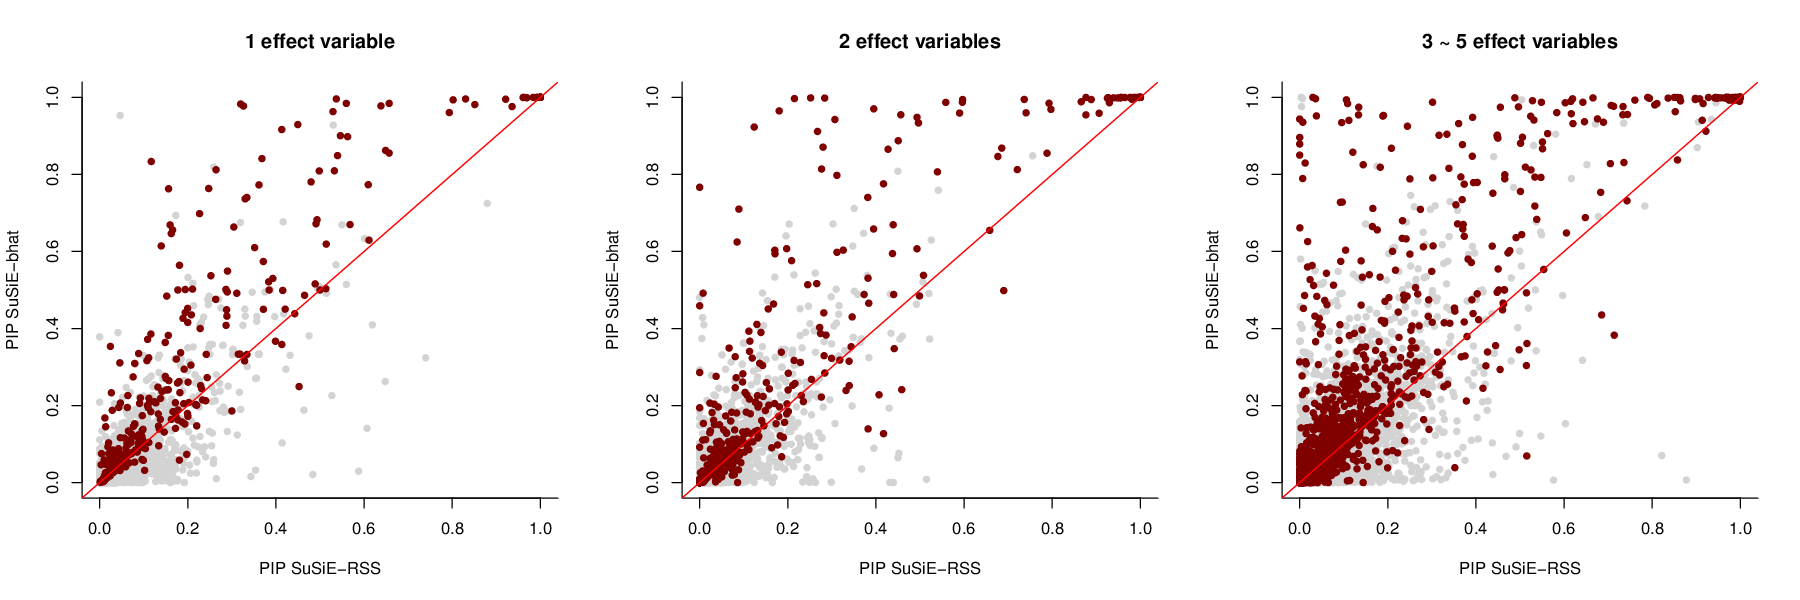 1 effect variable
PIP SuSiE−bhat
1.0
0.8
0.6
0.4
0.2
0.0
0.0 0.2 0.4 0.6 0.8 1.0
PIP SuSiE−RSS
2 effect variables
PIP SuSiE−bhat
1.0
0.8
0.6
0.4
0.2
0.0
0.0 0.2 0.4 0.6 0.8 1.0
PIP SuSiE−RSS
3 ~ 5 effect variables
PIP SuSiE−bhat
1.0
0.8
0.6
0.4
0.2
0.0
0.0 0.2 0.4 0.6 0.8 1.0
PIP SuSiE−RSS